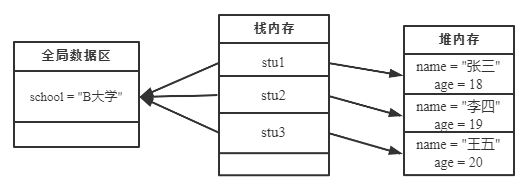 全局数据区
school = "B大学"
栈内存
stu1
stu2
stu3
堆内存
name = "张三"
age = 18
name = "李四"
age = 19
name = "王五"
age = 20